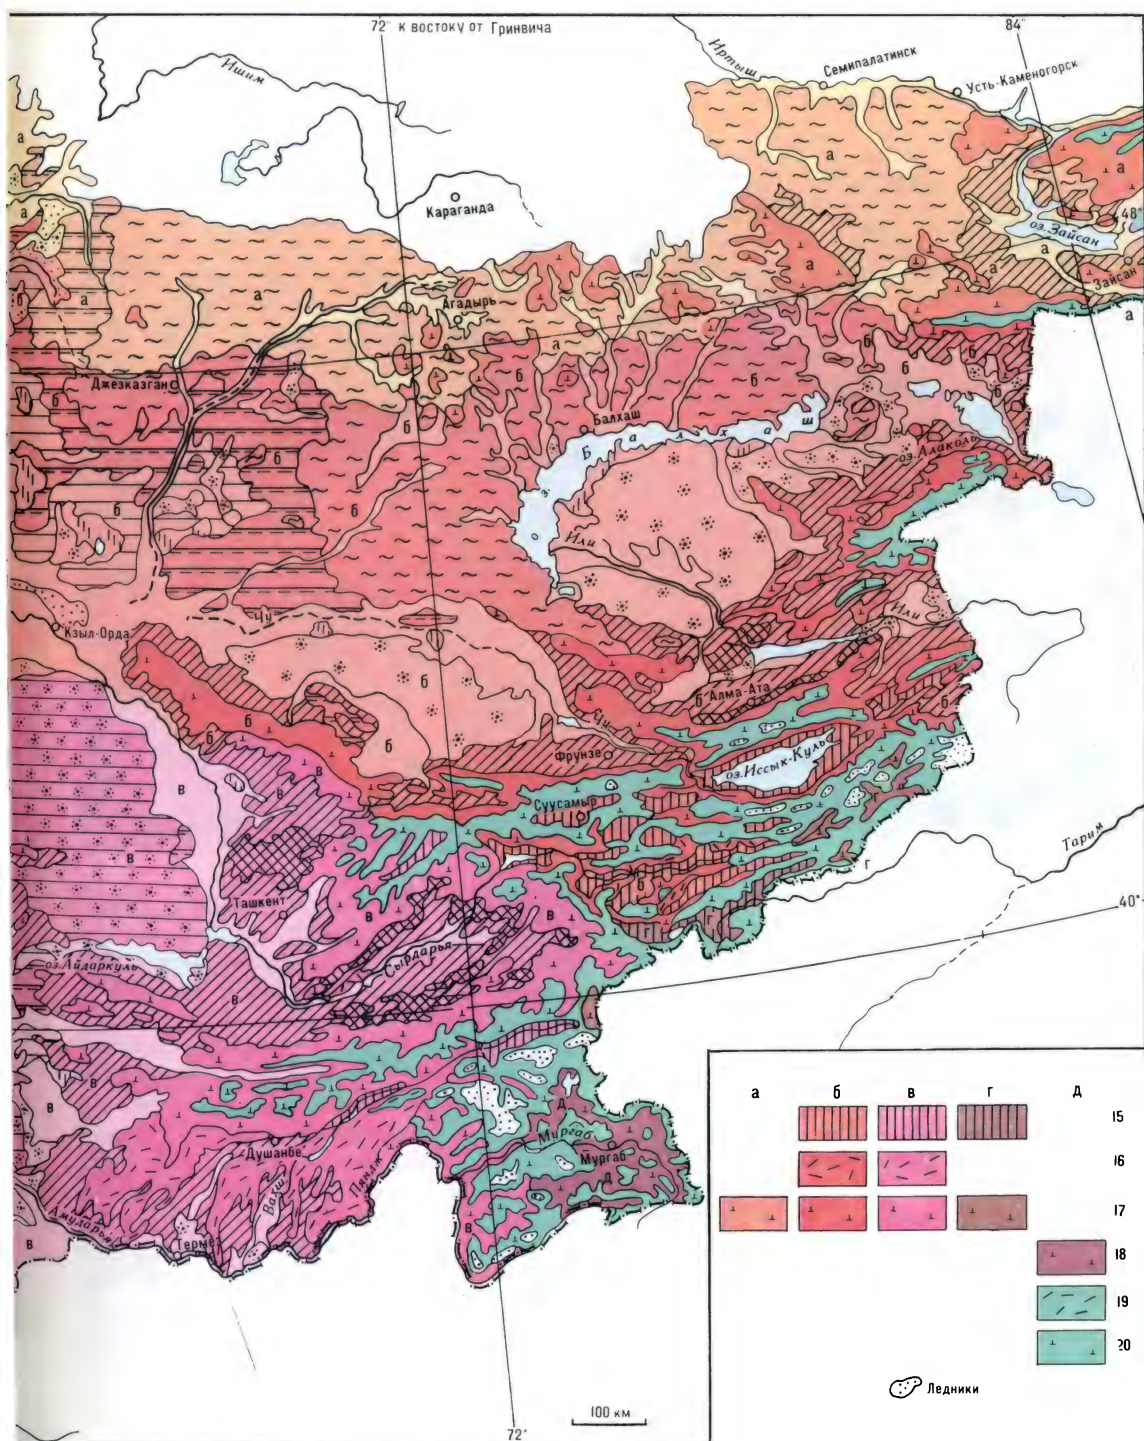 72° к востоку от Гринвича
84°
Ишим
Иртыш
Семипалатинск
Усть-Каменогорск
а
а
а
Караганда
48°
оз. Зайсан
а
а
Зайсан
а
а
а
а
Агадырь
а
а
б
Джезказган
б
б
б
б
б
б
б
Балхаш
оз. Балхаш
оз. Алаколь
б
б
б
Или
Чу
Или
Кзыл-Орда
б
б
Алма-Ата
б
б
б
б
Чу
Фрунзе
оз. Иссык-Куль
в
в
Суусамыр
Тарим
в
г
б
Ташкент
в
в
40°
г
г
Сырдарья
оз. Айдаркуль
в
в
в
д
Миргаб
Мургаб
д
Душанбе
Пяндж
Вахш
в
Амударья
Термез
в
а
б
в
г
д
15
16
17
18
19
20
Ледники
100 км
72°